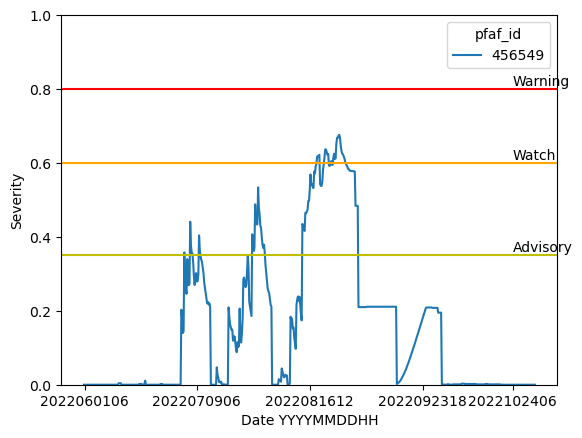 1.0
0.8
0.6
0.4
0.2
0.0
Severity
pfaf_id
456549
Warning
Watch
Advisory
2022060106 2022070906 2022081612 2022092318 2022102406
Date YYYYMMDDHH